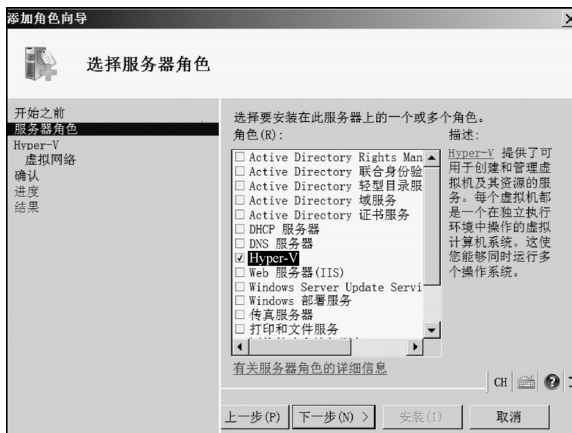 添加角色向导
选择服务器角色
开始之前
服务器角色
Hyper-V
虚拟网络
确认
进度
结果
选择要安装在此服务器上的一个或多个角色。
角色(R):
Active Directory Rights Man
Active Directory 联合身份验
Active Directory 轻型目录服
Active Directory 域服务
Active Directory 证书服务
DHCP 服务器
DNS 服务器
Hyper-V
Web 服务器(IIS)
Windows Server Update Servi
Windows 部署服务
传真服务器
打印和文件服务
描述:
Hyper-V 提供了可
用于创建和管理虚
拟机及其资源的服
务。每个虚拟机都
是一个在独立执行
环境中操作的虚拟
计算机系统。这使
您能够同时运行多
个操作系统。
有关服务器角色的详细信息
CH
上一步(P) 下一步(N) > 安装(I) 取消